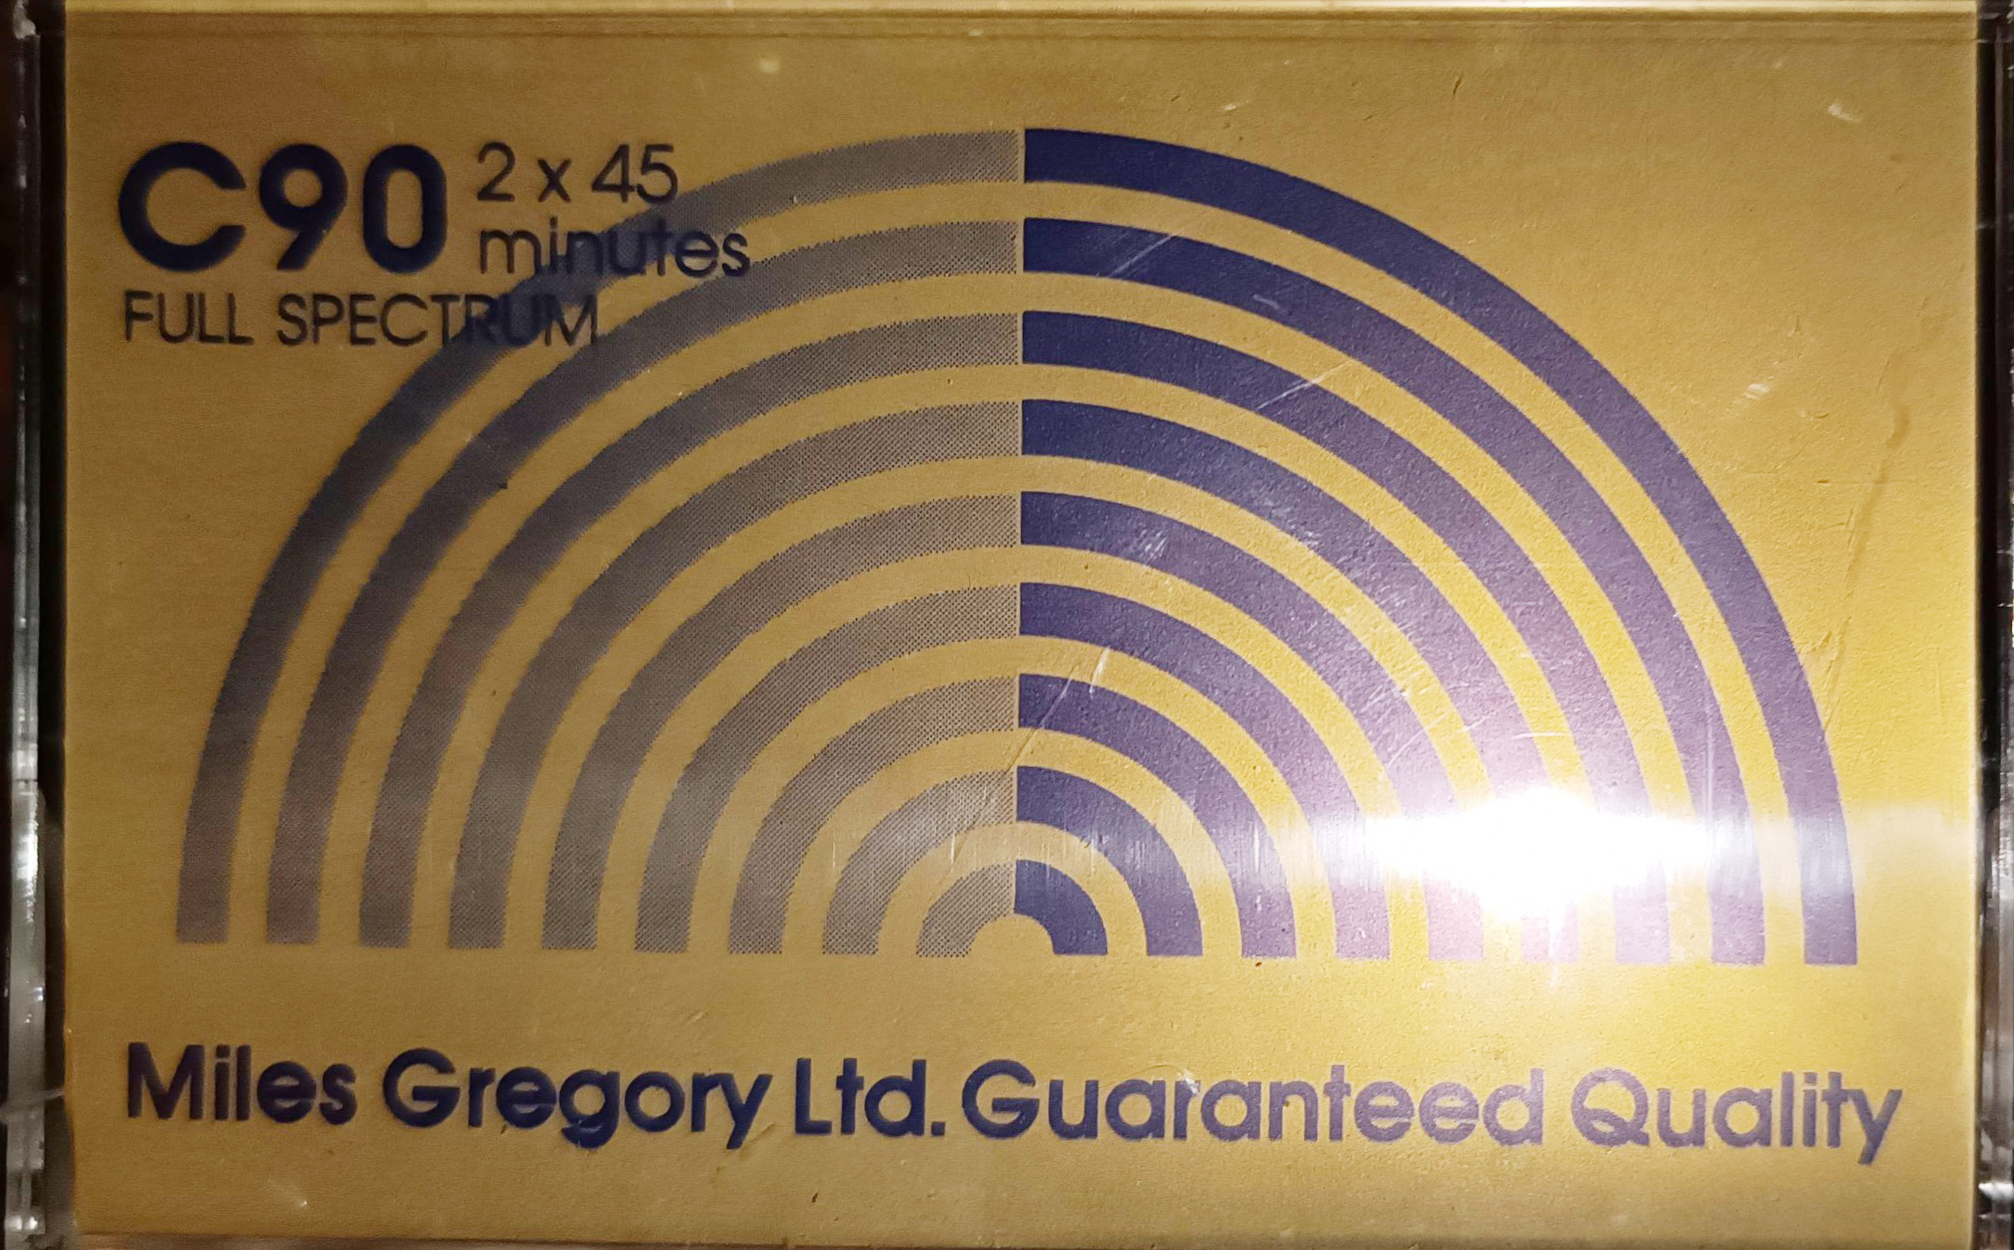 C90 2 x 45
minutes
FULL SPECTRUM
Miles Gregory Ltd. Guaranteed Quality